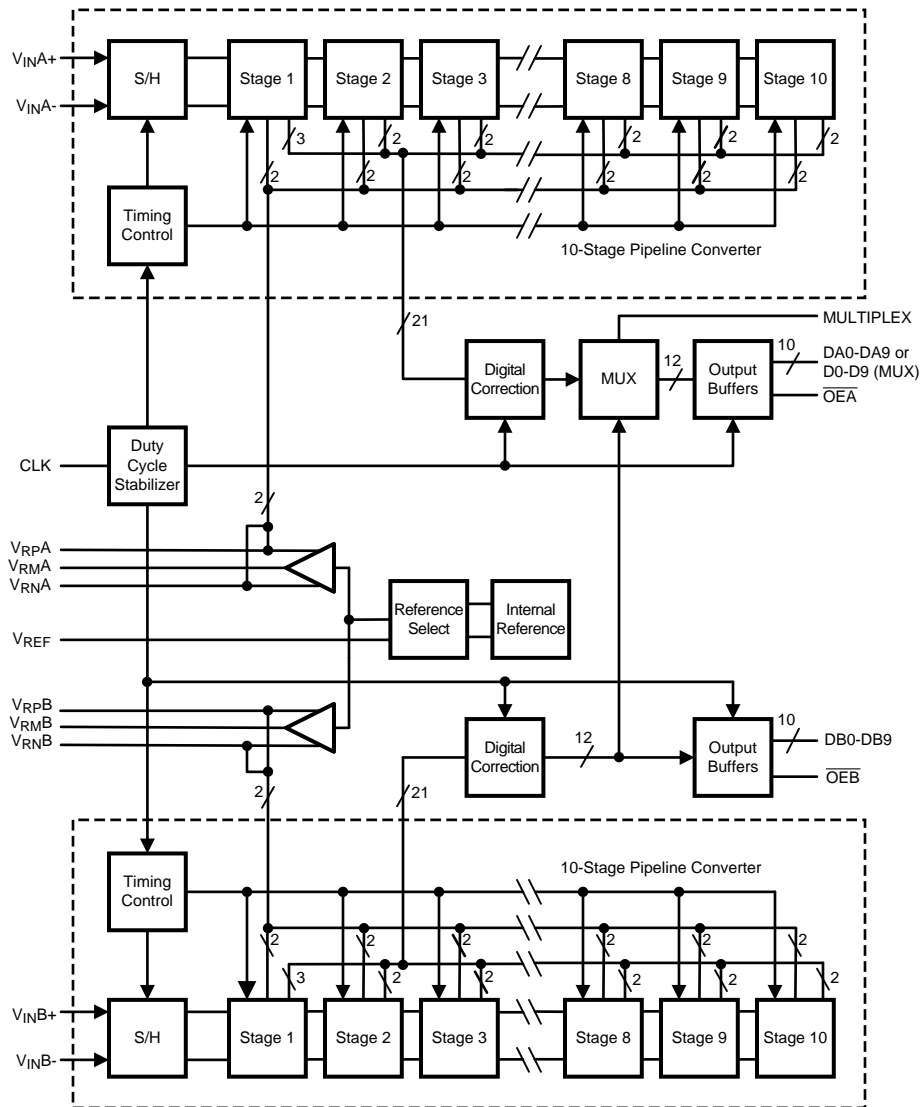 VINA+
VINA-
S/H
Stage 1
Stage 2
Stage 3
Stage 8
Stage 9
Stage 10
3
2
2
2
2
2
2
2
2
2
2
2
Timing
Control
10-Stage Pipeline Converter
21
MULTIPLEX
Digital
Correction
MUX
12
Output
Buffers
10
DA0-DA9 or
D0-D9 (MUX)
OEA
CLK
Duty
Cycle
Stabilizer
2
VRPA
VRMA
VRNA
Reference
Select
Internal
Reference
VREF
VRPB
VRMB
VRNB
Digital
Correction
12
Output
Buffers
10
DB0-DB9
OEB
2
21
Timing
Control
10-Stage Pipeline Converter
2
2
2
2
2
2
3
2
2
2
2
2
VINB+
VINB-
S/H
Stage 1
Stage 2
Stage 3
Stage 8
Stage 9
Stage 10